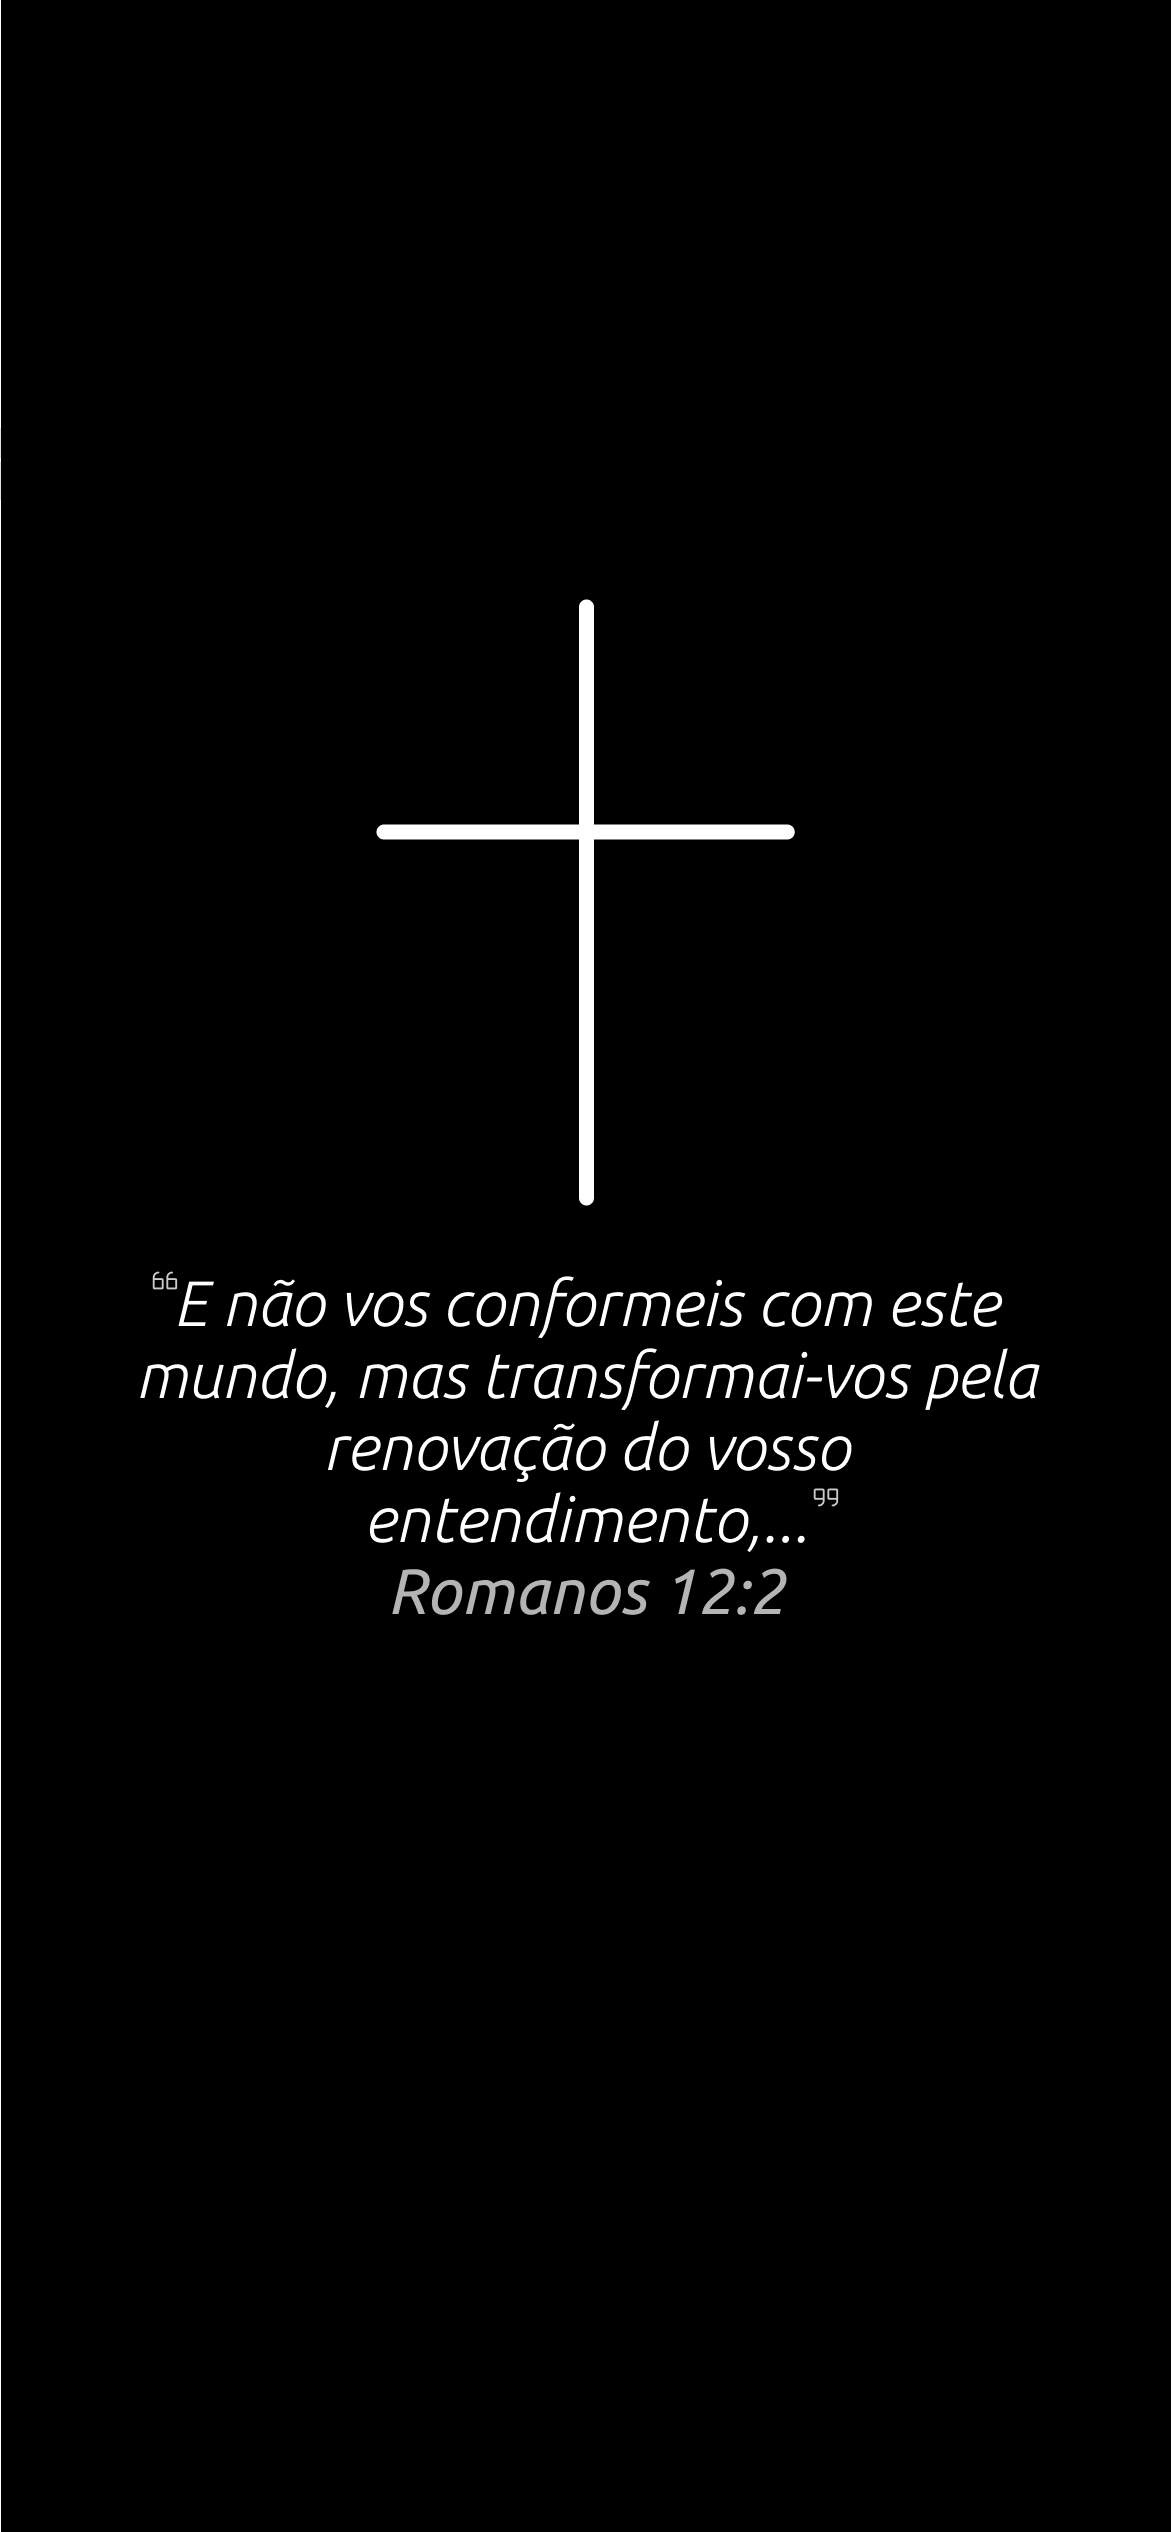 “E não vos conformeis com este
mundo, mas transformai-vos pela
renovação do vosso
entendimento,...”
Romanos 12:2